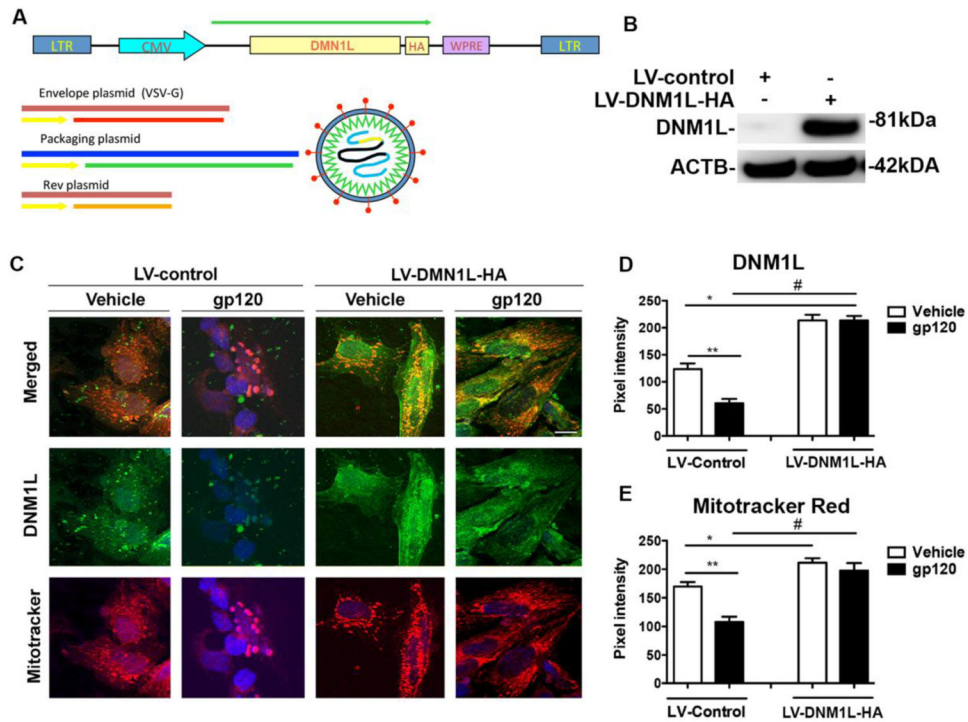 A
LTR
CMV
DMN1L
HA
WPRE
LTR
Envelope plasmid (VSV-G)
Packaging plasmid
Rev plasmid
B
LV-control + -
LV-DNM1L-HA - +
DNM1L- -81kDa
ACTB- -42kDA
C
LV-control LV-DMN1L-HA
Vehicle gp120 Vehicle gp120
Merged
DNM1L
Mitotracker
D
DNM1L
Pixel intensity
250
200
150
100
50
0
*
**
#
Vehicle
gp120
LV-Control LV-DNM1L-HA
E
Mitotracker Red
Pixel intensity
250
200
150
100
50
0
*
**
#
Vehicle
gp120
LV-Control LV-DNM1L-HA